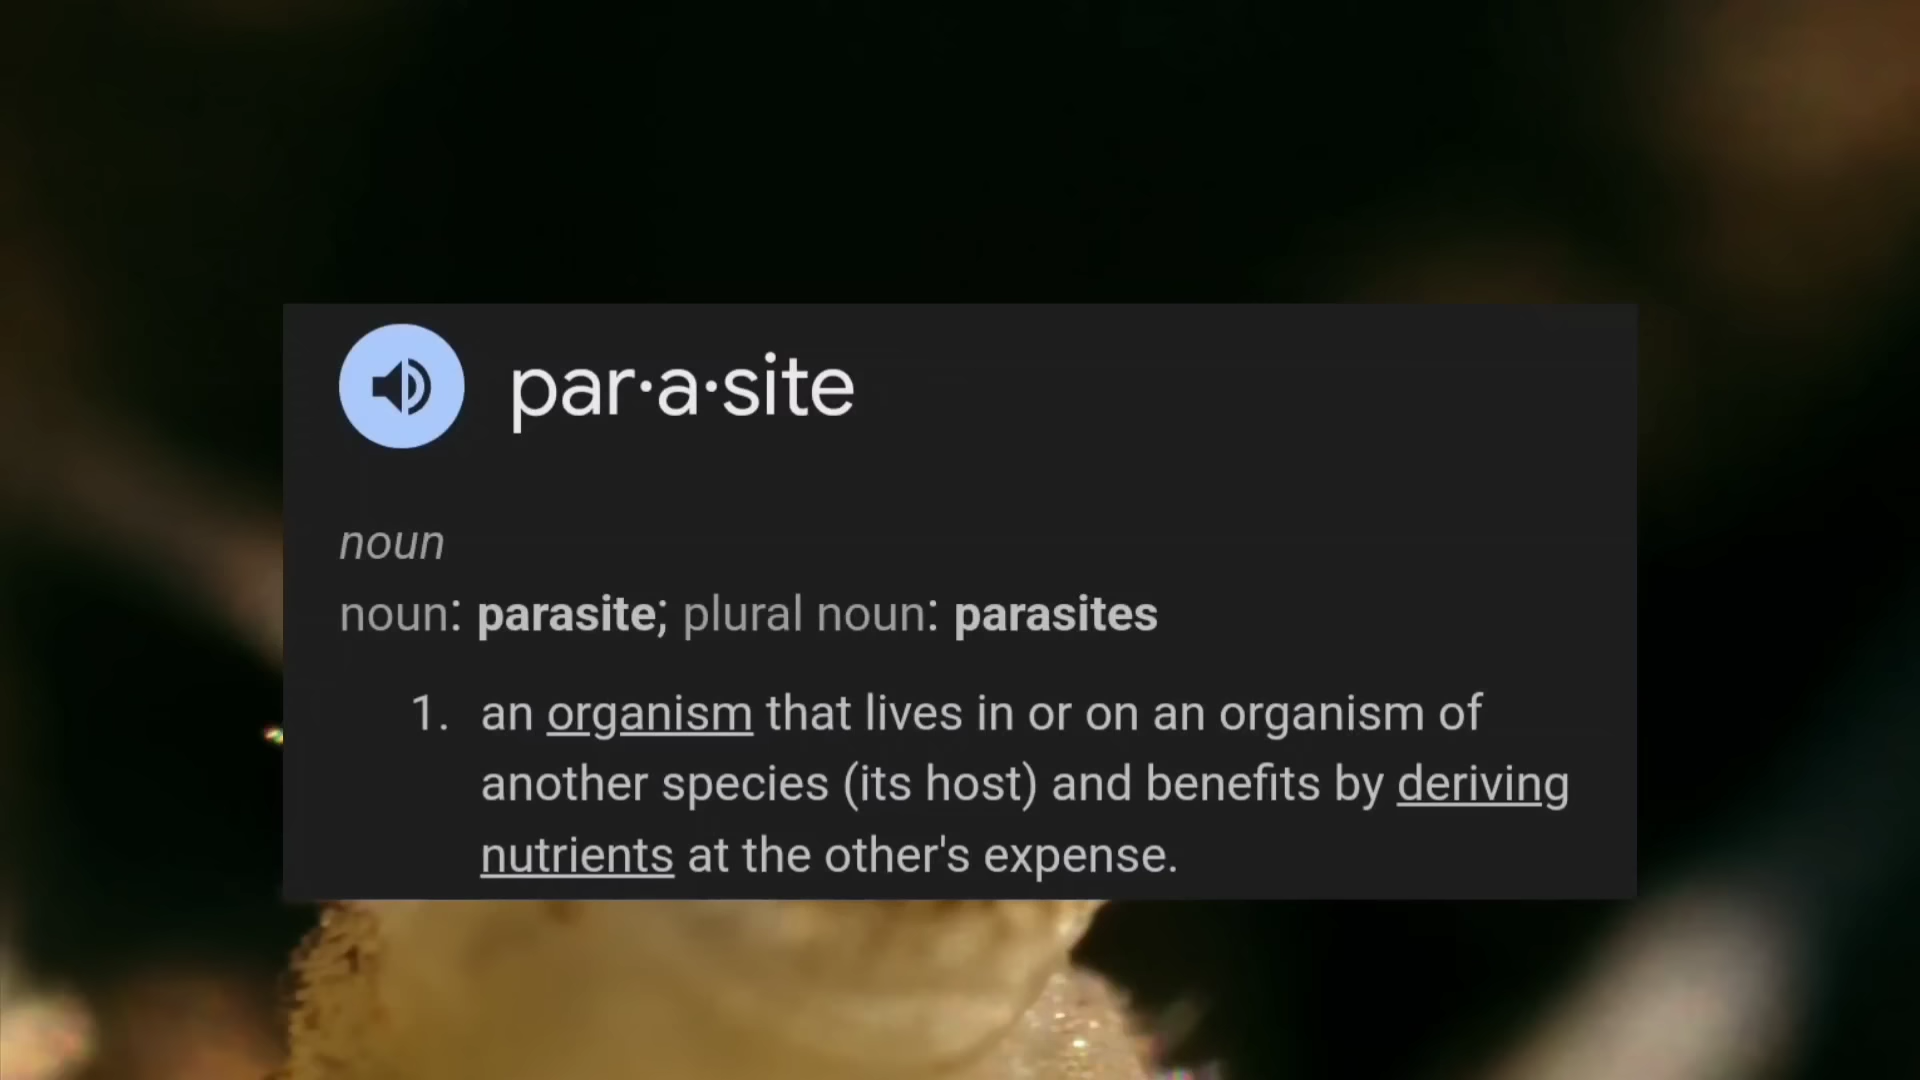 par·a·site
noun
noun: parasite; plural noun: parasites
1. an organism that lives in or on an organism of
another species (its host) and benefits by deriving
nutrients at the other's expense.